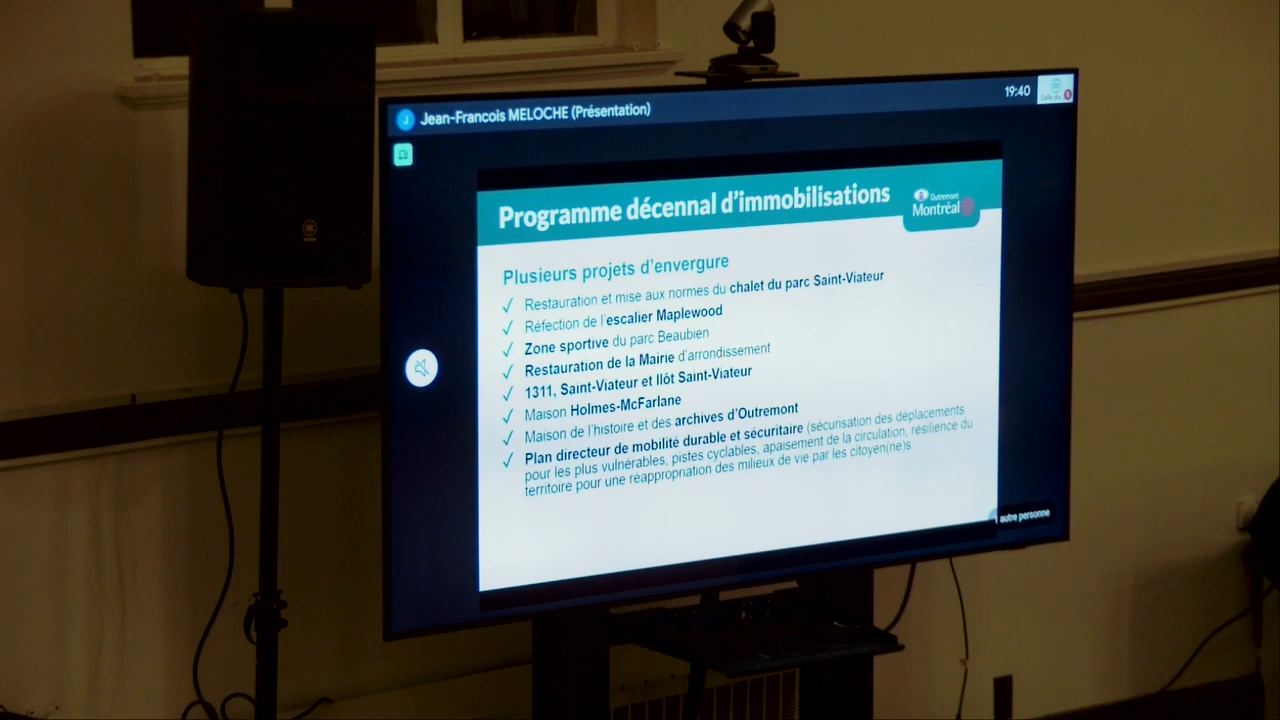 Jean-Francois MELOCHE (Présentation)
19:40
Programme décennal d'immobilisations
Outremont
Montréal
Plusieurs projets d'envergure
✓ Restauration et mise aux normes du chalet du parc Saint-Viateur
✓ Réfection de l'escalier Maplewood
✓ Zone sportive du parc Beaubien
✓ Restauration de la Mairie d'arrondissement
✓ 1311, Saint-Viateur et Ilôt Saint-Viateur
✓ Maison Holmes-McFarlane
✓ Maison de l'histoire et des archives d'Outremont
✓ Plan directeur de mobilité durable et sécuritaire (sécurisation des déplacements
pour les plus vulnérables, pistes cyclables, apaisement de la circulation, résilience du
territoire pour une réappropriation des milieux de vie par les citoyen(ne)s
autre personne